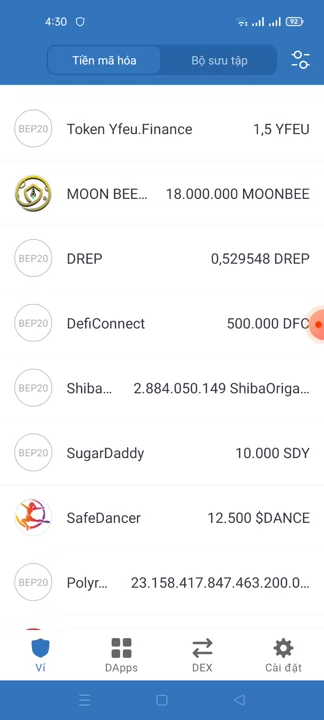 4:30
92
Tiền mã hóa
Bộ sưu tập
BEP20 Token Yfeu.Finance 1,5 YFEU
MOON BEE... 18.000.000 MOONBEE
BEP20 DREP 0,529548 DREP
BEP20 DefiConnect 500.000 DFC
BEP20 Shiba... 2.884.050.149 ShibaOriga...
BEP20 SugarDaddy 10.000 SDY
SafeDancer 12.500 $DANCE
BEP20 Polyr... 23.158.417.847.463.200.0...
Ví
DApps
DEX
Cài đặt